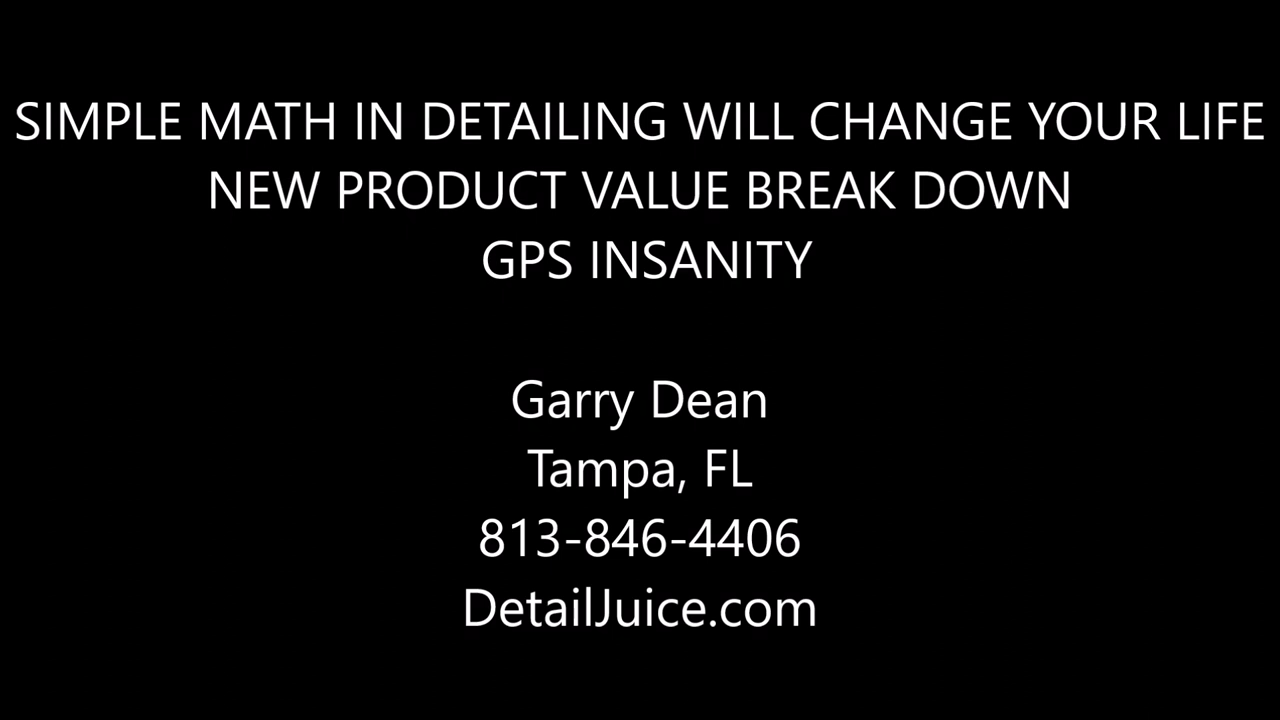 SIMPLE MATH IN DETAILING WILL CHANGE YOUR LIFE
NEW PRODUCT VALUE BREAK DOWN
GPS INSANITY
Garry Dean
Tampa, FL
813-846-4406
DetailJuice.com